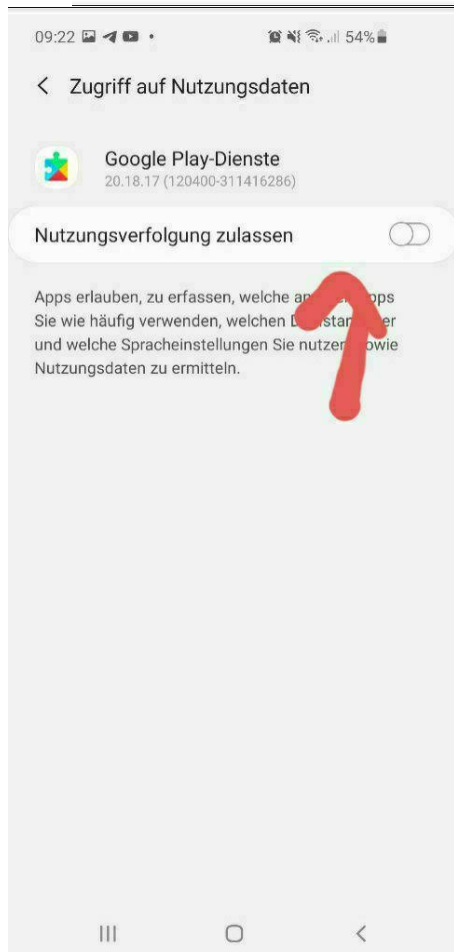 09:22 54%
Zugriff auf Nutzungsdaten
Google Play-Dienste
20.18.17 (120400-311416286)
Nutzungsverfolgung zulassen
Apps erlauben, zu erfassen, welche
Sie wie häufig verwenden, welchen
und welche Spracheinstellungen Sie
Nutzungsdaten zu ermitteln.